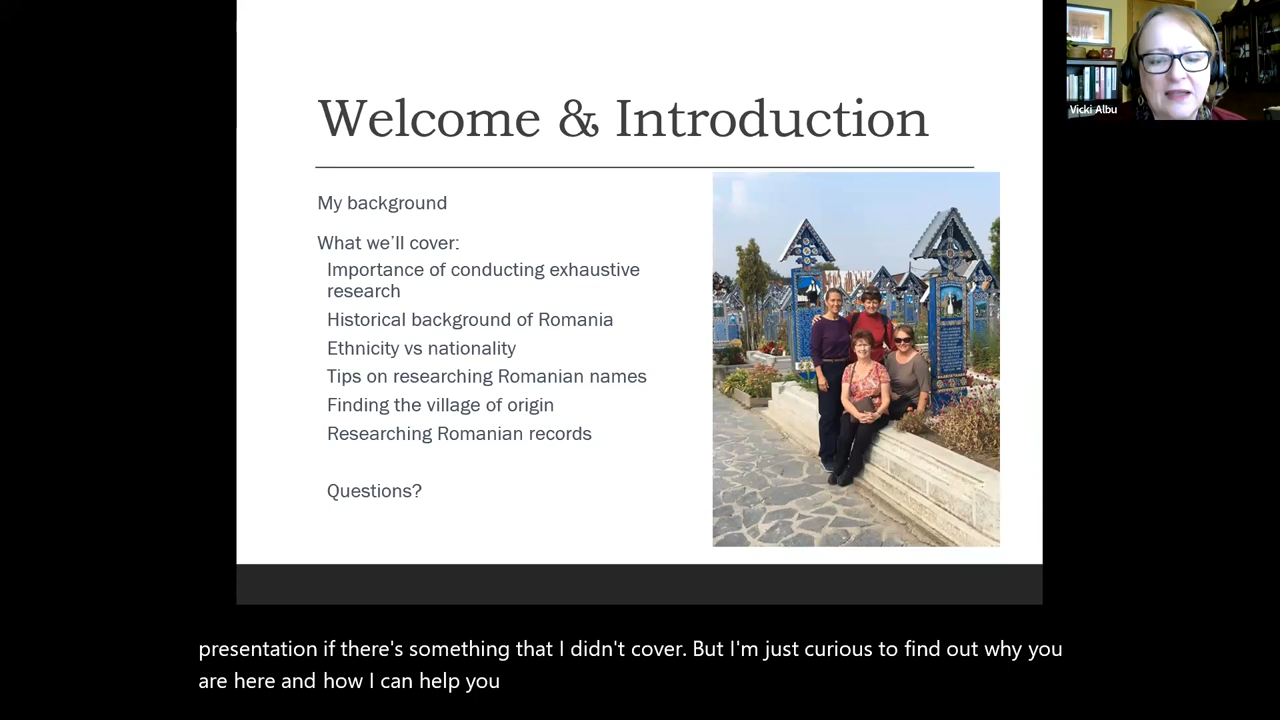 Welcome & Introduction
Vicki Albu
My background
What we'll cover:
Importance of conducting exhaustive
research
Historical background of Romania
Ethnicity vs nationality
Tips on researching Romanian names
Finding the village of origin
Researching Romanian records
Questions?
presentation if there's something that I didn't cover. But I'm just curious to find out why you
are here and how I can help you